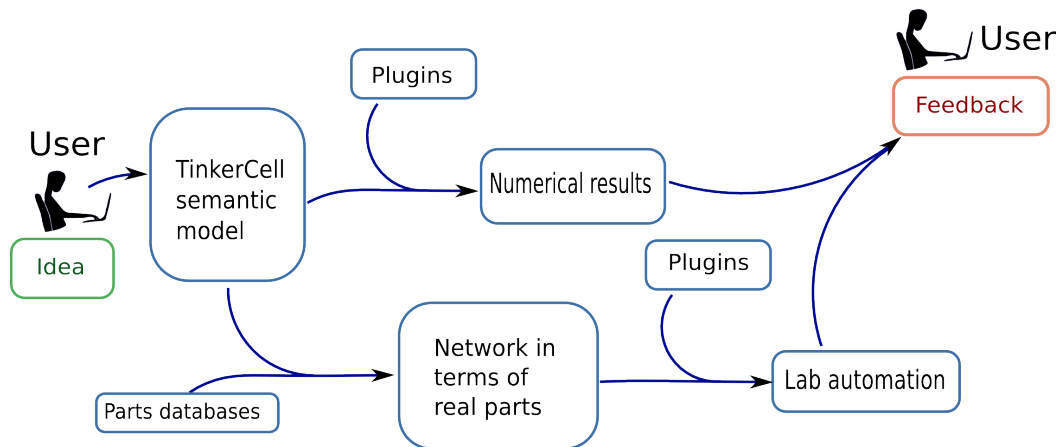 User
Idea
TinkerCell
semantic
model
Plugins
Numerical results
User
Feedback
Parts databases
Network in
terms of
real parts
Plugins
Lab automation